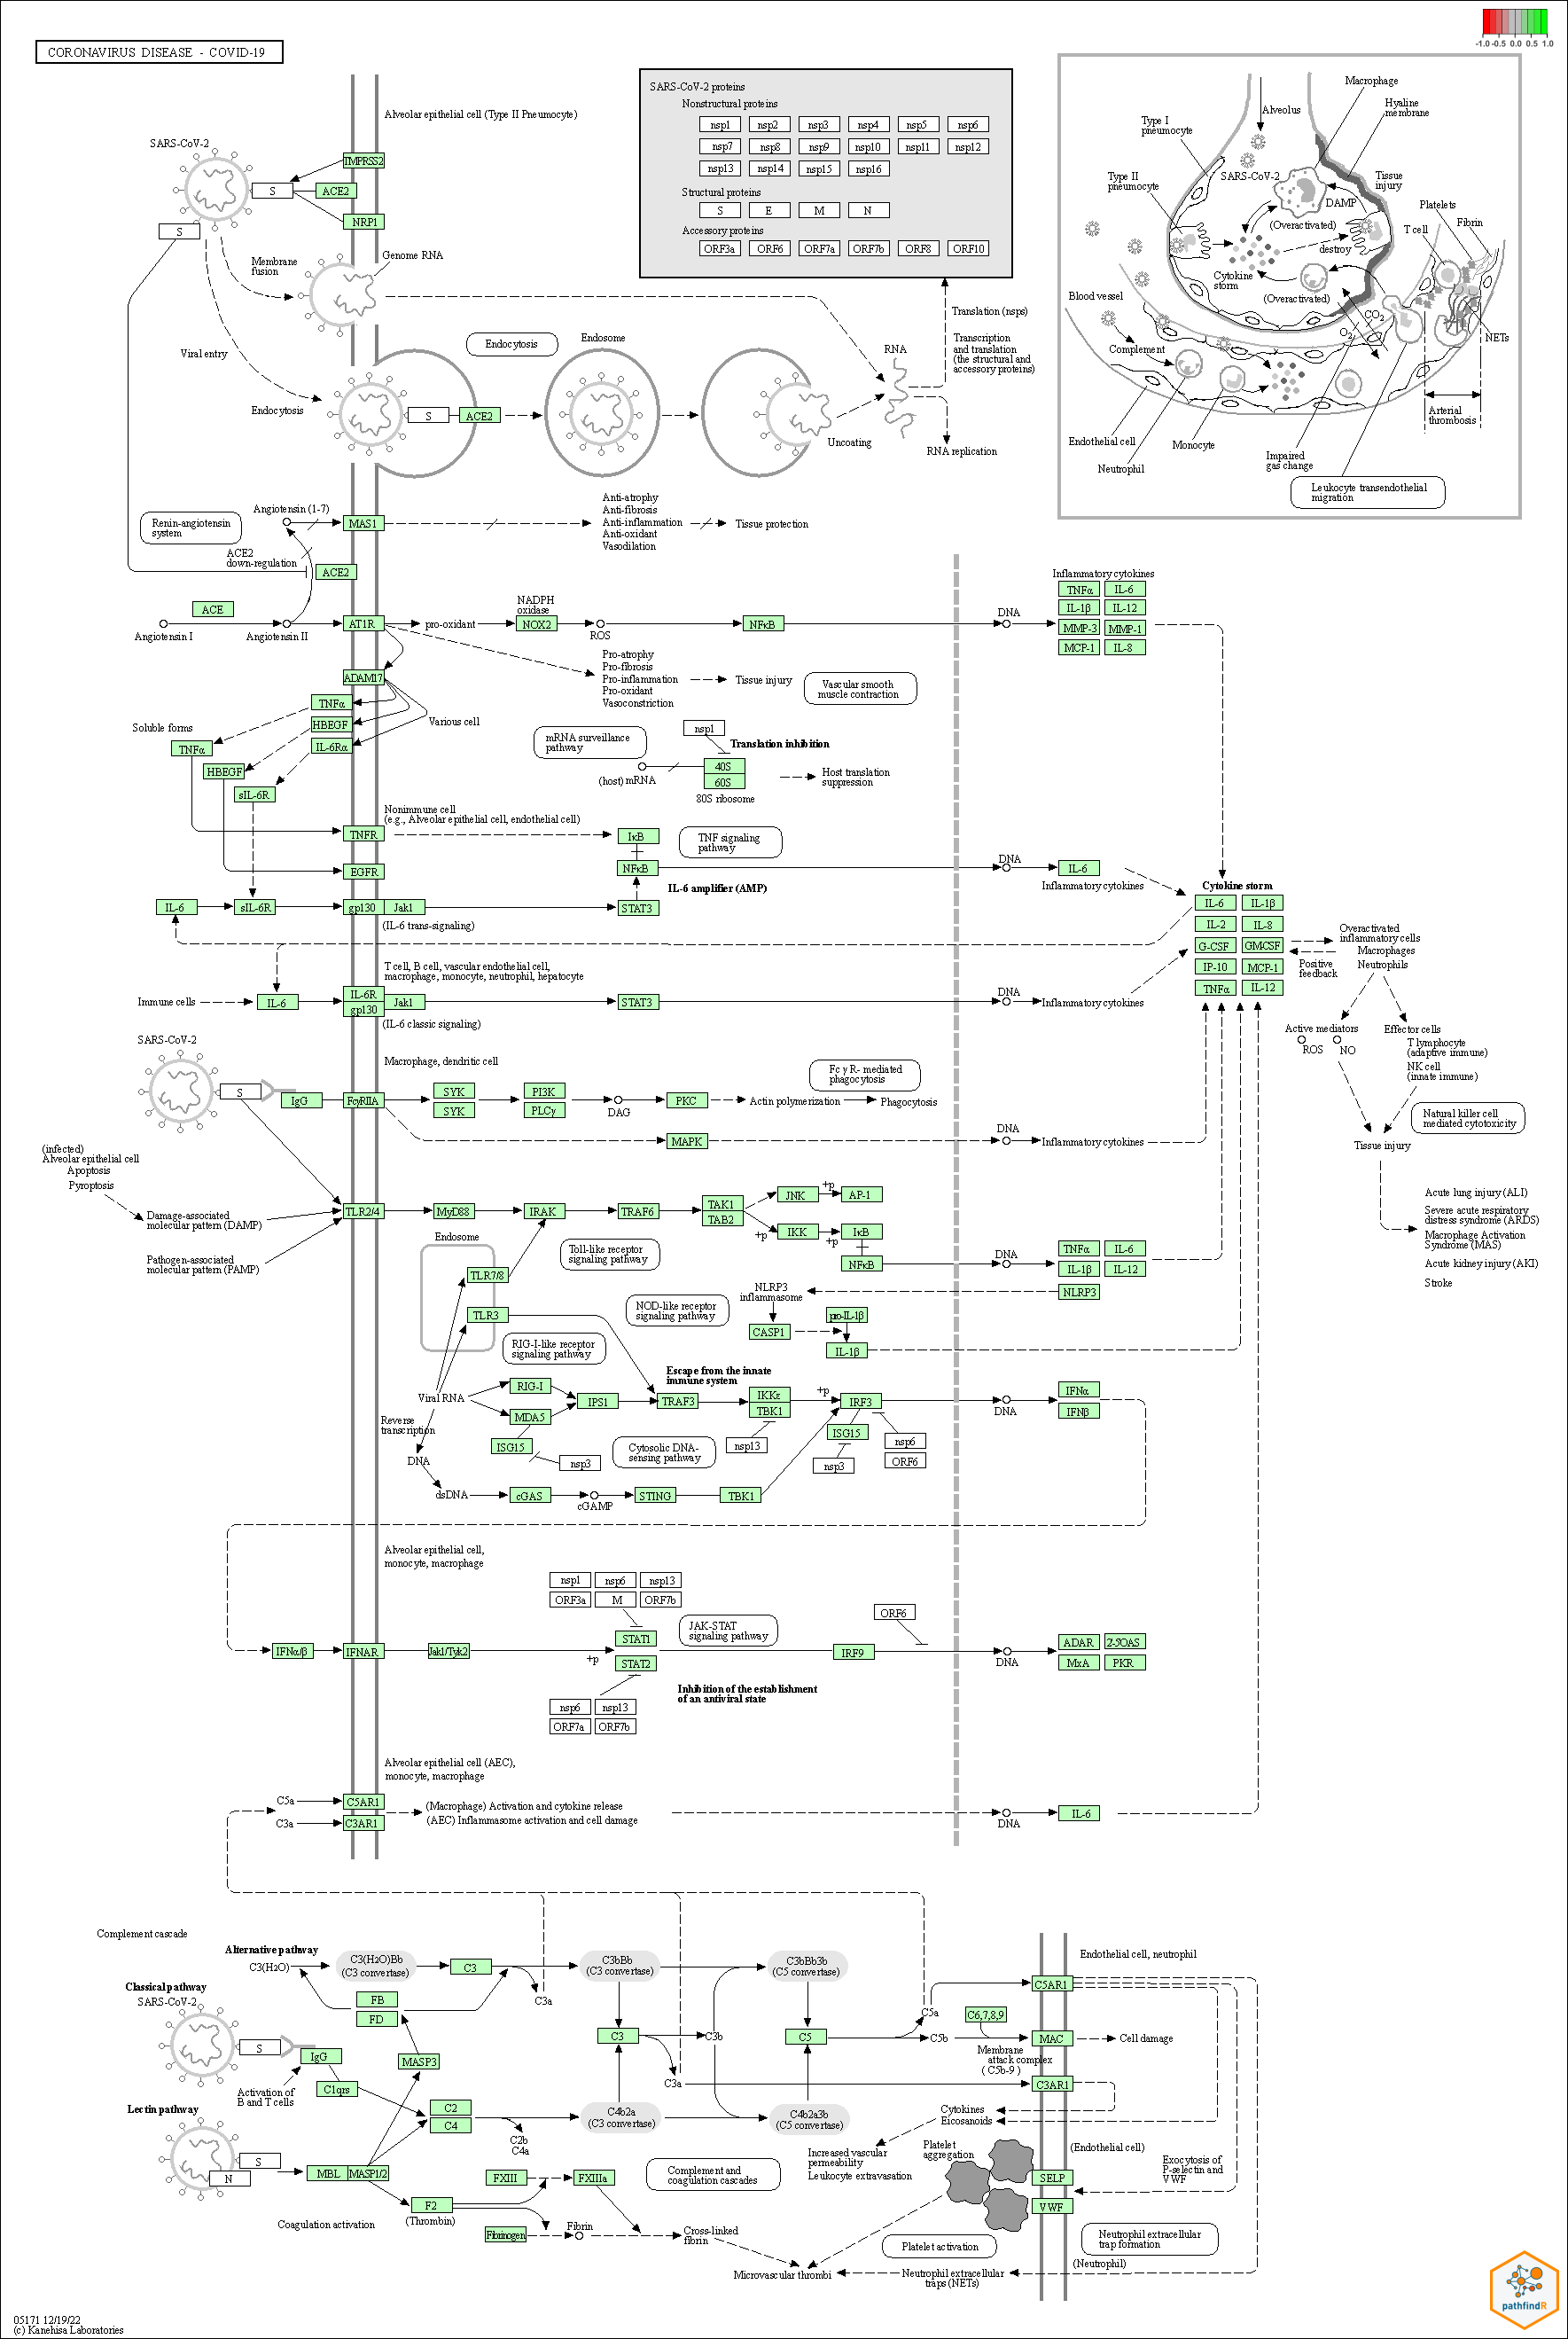 CORONAVIRUS DISEASE - COVID-19
-1.0 -0.5 0.0 0.5 1.0
Alveolar epithelial cell (Type II Pneumocyte)
SARS-CoV-2
TMPRSS2
S
ACE2
NRP1
S
Membrane
fusion
Genome RNA
Viral entry
Endocytosis
S
ACE2
Endocytosis
Endosome
Uncoating
RNA
RNA replication
Translation (nsps)
Transcription
and translation
(the structural and
accessory proteins)
SARS-CoV-2 proteins
Nonstructural proteins
nsp1 nsp2 nsp3 nsp4 nsp5 nsp6
nsp7 nsp8 nsp9 nsp10 nsp11 nsp12
nsp13 nsp14 nsp15 nsp16
Structural proteins
S E M N
Accessory proteins
ORF3a ORF6 ORF7a ORF7b ORF8 ORF10
Macrophage
Alveolus
Hyaline
membrane
Type I
pneumocyte
Type II
pneumocyte
SARS-CoV-2
Tissue
injury
DAMP
(Overactivated)
Platelets
T cell
Fibrin
destroy
Cytokine
storm
(Overactivated)
Blood vessel
CO2
O2
NETs
Complement
Arterial
thrombosis
Endothelial cell
Monocyte
Neutrophil
Impaired
gas change
Leukocyte transendothelial
migration
Renin-angiotensin
system
Angiotensin (1-7)
MAS1
Anti-atrophy
Anti-fibrosis
Anti-inflammation
Anti-oxidant
Vasodilation
Tissue protection
ACE2
down-regulation
ACE2
ACE
Angiotensin I
Angiotensin II
AT1R
pro-oxidant
NADPH
oxidase
NOX2
ROS
NFκB
DNA
Inflammatory cytokines
TNFα IL-6
IL-1β IL-12
MMP-3 MMP-1
MCP-1 IL-8
Pro-atrophy
Pro-fibrosis
Pro-inflammation
Pro-oxidant
Vasoconstriction
Tissue injury
Vascular smooth
muscle contraction
ADAM17
TNFα
HBEGF
IL-6Rα
Various cell
Soluble forms
TNFα
HBEGF
sIL-6R
mRNA surveillance
pathway
nsp1
Translation inhibition
(host) mRNA
40S
60S
80S ribosome
Host translation
suppression
Nonimmune cell
(e.g., Alveolar epithelial cell, endothelial cell)
TNFR
IκB
TNF signaling
pathway
EGFR
NFκB
DNA
IL-6
Inflammatory cytokines
IL-6 amplifier (AMP)
IL-6
sIL-6R
gp130
Jak1
STAT3
(IL-6 trans-signaling)
Cytokine storm
IL-6 IL-1β
IL-2 IL-8
G-CSF GMCSF
IP-10 MCP-1
TNFα IL-12
Positive
feedback
Overactivated
inflammatory cells
Macrophages
Neutrophils
T cell, B cell, vascular endothelial cell,
macrophage, monocyte, neutrophil, hepatocyte
Immune cells
IL-6
IL-6R
gp130
Jak1
STAT3
DNA
Inflammatory cytokines
(IL-6 classic signaling)
Active mediators
ROS NO
Effector cells
T lymphocyte
(adaptive immune)
NK cell
(innate immune)
Natural killer cell
mediated cytotoxicity
Tissue injury
Acute lung injury (ALI)
Severe acute respiratory
distress syndrome (ARDS)
Macrophage Activation
Syndrome (MAS)
Acute kidney injury (AKI)
Stroke
SARS-CoV-2
S
IgG
Macrophage, dendritic cell
FcγRIIA
SYK
SYK
PI3K
PLCγ
DAG
PKC
Actin polymerization
Phagocytosis
Fc γ R- mediated
phagocytosis
MAPK
DNA
Inflammatory cytokines
(infected)
Alveolar epithelial cell
Apoptosis
Pyroptosis
Damage-associated
molecular pattern (DAMP)
Pathogen-associated
molecular pattern (PAMP)
TLR2/4
MyD88
IRAK
TRAF6
TAK1
TAB2
JNK
+p
AP-1
+p
IKK
+p
IκB
NFκB
DNA
TNFα IL-6
IL-1β IL-12
NLRP3
Endosome
TLR7/8
TLR3
Toll-like receptor
signaling pathway
NOD-like receptor
signaling pathway
NLRP3
inflammasome
CASP1
pro-IL-1β
IL-1β
RIG-I-like receptor
signaling pathway
Escape from the innate
immune system
Viral RNA
RIG-I
MDA5
IPS1
TRAF3
IKKε
TBK1
+p
IRF3
DNA
IFNα
IFNβ
Reverse
transcription
ISG15
nsp3
nsp13
ISG15
nsp3
nsp6
ORF6
Cytosolic DNA-
sensing pathway
DNA
dsDNA
cGAS
cGAMP
STING
TBK1
Alveolar epithelial cell,
monocyte, macrophage
nsp1 nsp6 nsp13
ORF3a M ORF7b
JAK-STAT
signaling pathway
ORF6
IFNα/β
IFNAR
Jak1/Tyk2
STAT1
+p
STAT2
IRF9
DNA
ADAR 2-5'OAS
MxA PKR
Inhibition of the establishment
of an antiviral state
nsp6 nsp13
ORF7a ORF7b
Alveolar epithelial cell (AEC),
monocyte, macrophage
C5a
C5AR1
C3a
C3AR1
(Macrophage) Activation and cytokine release
(AEC) Inflammasome activation and cell damage
DNA
IL-6
Complement cascade
Alternative pathway
C3(H2O)
C3(H2O)Bb
(C3 convertase)
C3
C3a
C3bBb
(C3 convertase)
C3bBb3b
(C5 convertase)
Endothelial cell, neutrophil
C5AR1
Classical pathway
SARS-CoV-2
FB
FD
S
IgG
MASP3
C3
C3b
C3a
C5
C5a
C5b
C6,7,8,9
MAC
Cell damage
Membrane
attack complex
( C5b-9 )
Activation of
B and T cells
C1qrs
C3AR1
Lectin pathway
C2
C4
C2b
C4a
C4b2a
(C3 convertase)
C4b2a3b
(C5 convertase)
Cytokines
Eicosanoids
Increased vascular
permeability
Leukocyte extravasation
Platelet
aggregation
(Endothelial cell)
Exocytosis of
P-selectin and
VWF
S
N
MBL MASP1/2
FXIII
FXIIIa
Complement and
coagulation cascades
SELP
VWF
F2
(Thrombin)
Coagulation activation
Fibrinogen
Fibrin
Cross-linked
fibrin
Platelet activation
Neutrophil extracellular
trap formation
(Neutrophil)
Microvascular thrombi
Neutrophil extracellular
traps (NETs)
pathfindR
05171 12/19/22
(c) Kanehisa Laboratories